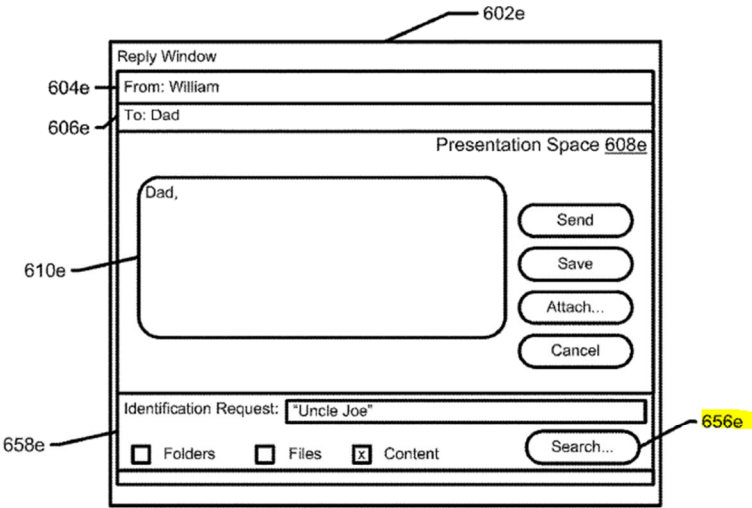 602e
Reply Window
604e
From: William
606e
To: Dad
Presentation Space 608e
Dad,
Send
Save
610e
Attach...
Cancel
Identification Request: "Uncle Joe"
656e
658e
Folders Files x Content Search...